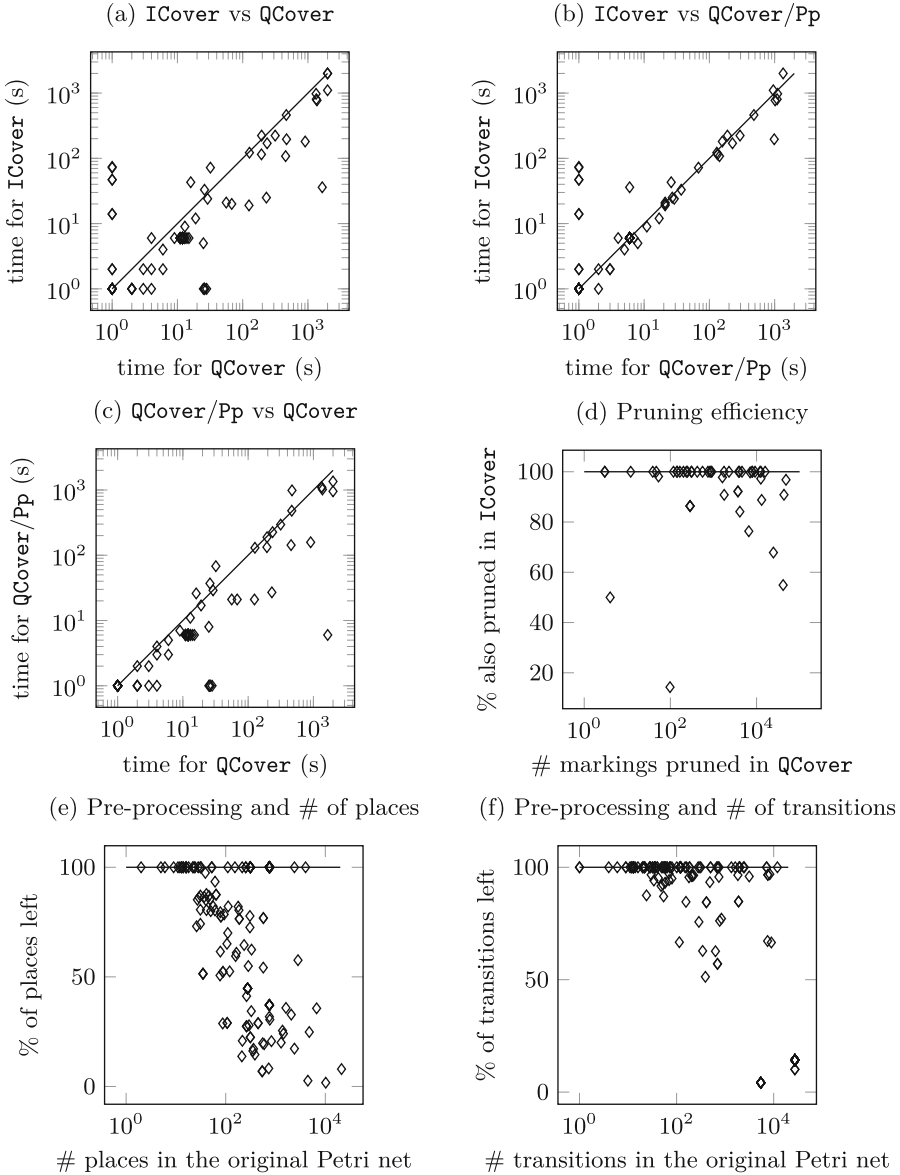 (a) ICover vs QCover
(b) ICover vs QCover/Pp
time for ICover (s)
10^3
10^2
10^1
10^0
10^0 10^1 10^2 10^3
time for QCover (s)
time for ICover (s)
10^3
10^2
10^1
10^0
10^0 10^1 10^2 10^3
time for QCover/Pp (s)
(c) QCover/Pp vs QCover
(d) Pruning efficiency
time for QCover/Pp (s)
10^3
10^2
10^1
10^0
10^0 10^1 10^2 10^3
time for QCover (s)
% also pruned in ICover
100
80
60
40
20
10^0 10^2 10^4
# markings pruned in QCover
(e) Pre-processing and # of places
(f) Pre-processing and # of transitions
% of places left
100
50
0
10^0 10^2 10^4
# places in the original Petri net
% of transitions left
100
50
0
10^0 10^2 10^4
# transitions in the original Petri net